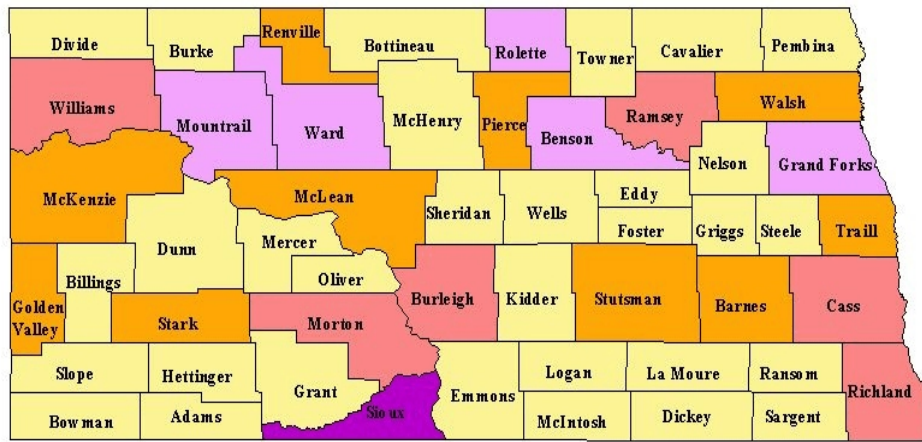 Divide
Burke
Renville
Bottineau
Rolette
Towner
Cavalier
Pembina
Williams
Mountrail
Ward
McHenry
Pierce
Benson
Ramsey
Walsh
Nelson
Grand Forks
McKenzie
McLean
Sheridan
Wells
Eddy
Foster
Griggs
Steele
Traill
Dunn
Mercer
Oliver
Billings
Golden
Valley
Stark
Morton
Burleigh
Kidder
Stutsman
Barnes
Cass
Slope
Hettinger
Grant
Sioux
Emmons
Logan
La Moure
Ransom
Richland
Bowman
Adams
McIntosh
Dickey
Sargent